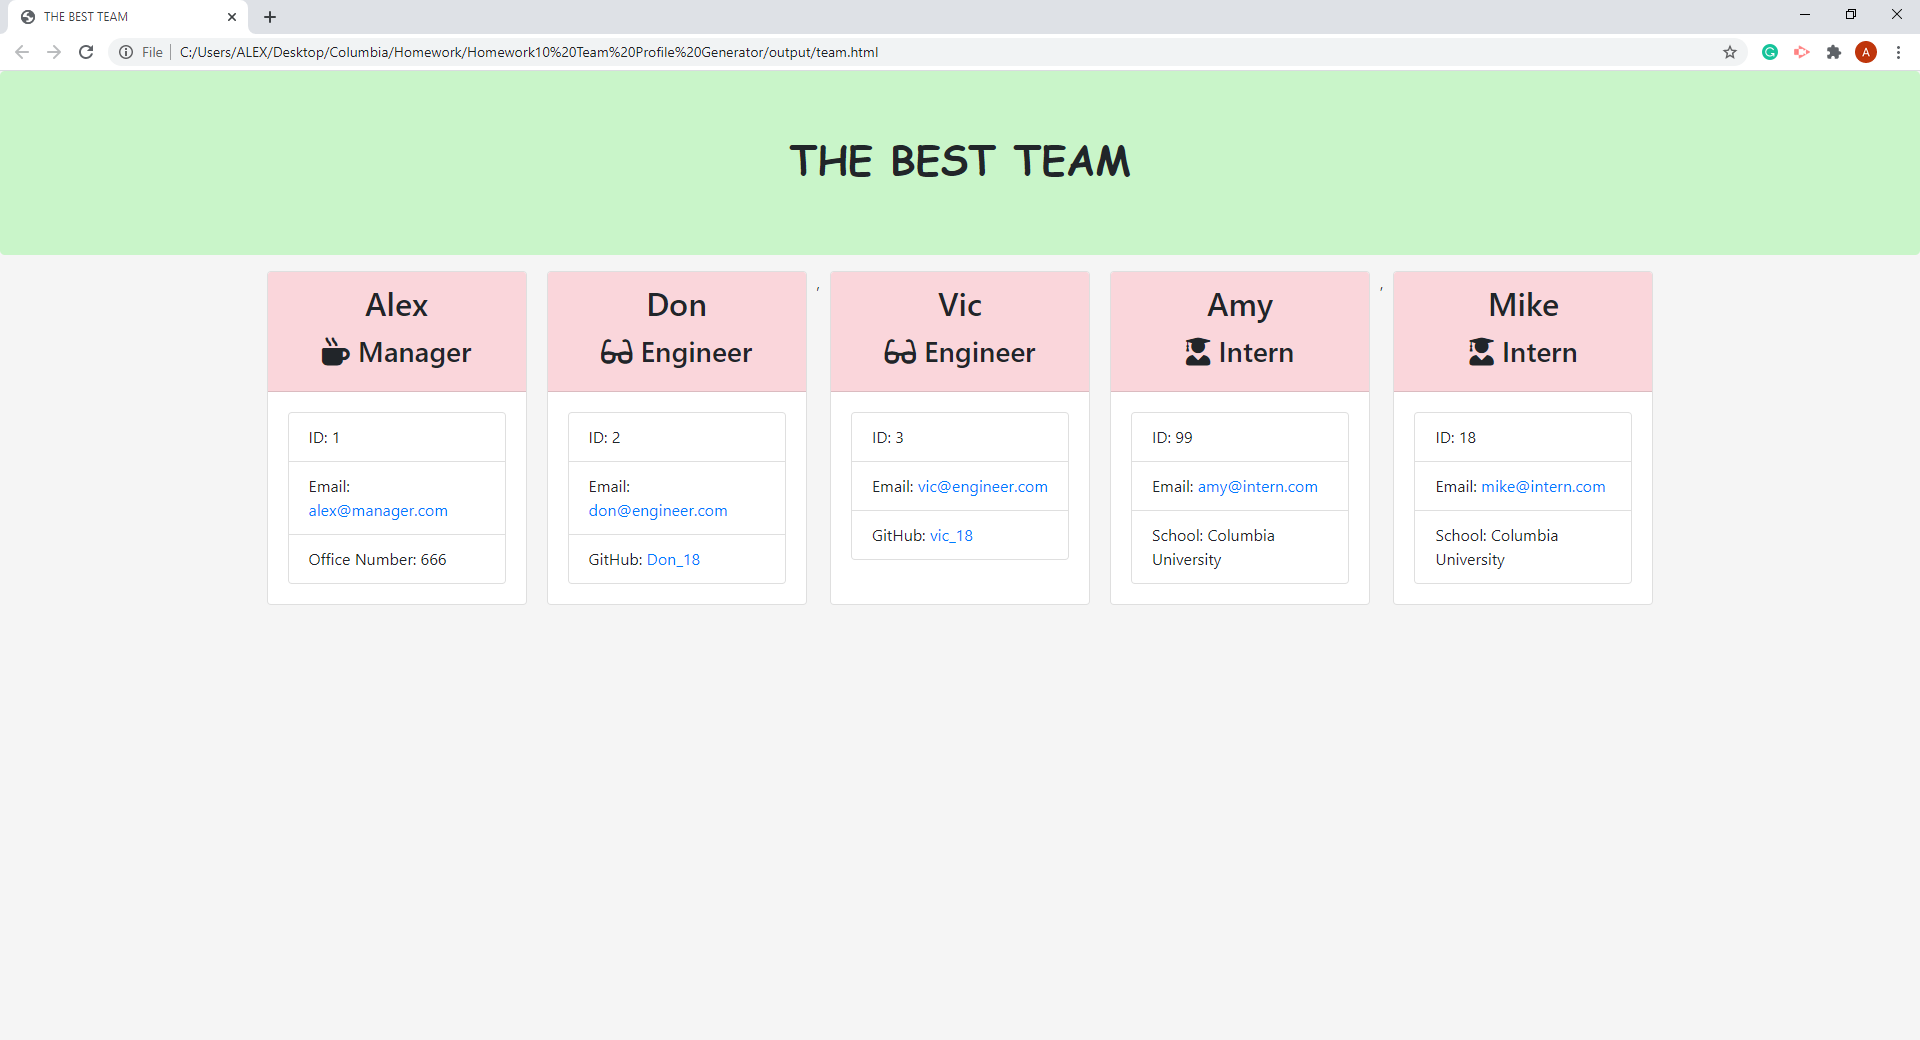 THE BEST TEAM
File
C:/Users/ALEX/Desktop/Columbia/Homework/Homework10%20Team%20Profile%20Generator/output/team.html
A
THE BEST TEAM
Alex
Manager
ID: 1
Email:
alex@manager.com
Office Number: 666
Don
Engineer
ID: 2
Email:
don@engineer.com
GitHub: Don_18
,
Vic
Engineer
ID: 3
Email: vic@engineer.com
GitHub: vic_18
Amy
Intern
ID: 99
Email: amy@intern.com
School: Columbia
University
,
Mike
Intern
ID: 18
Email: mike@intern.com
School: Columbia
University